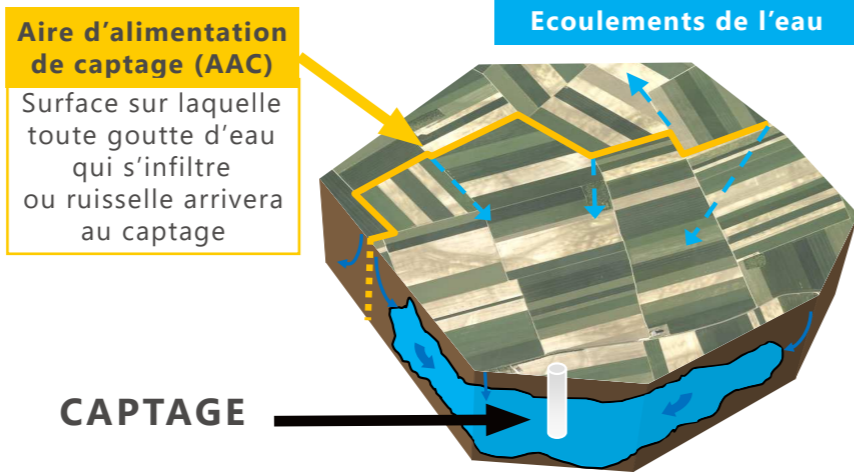 Aire d’alimentation
de captage (AAC)
Surface sur laquelle
toute goutte d’eau
qui s’infiltre
ou ruisselle arrivera
au captage
Ecoulements de l’eau
CAPTAGE